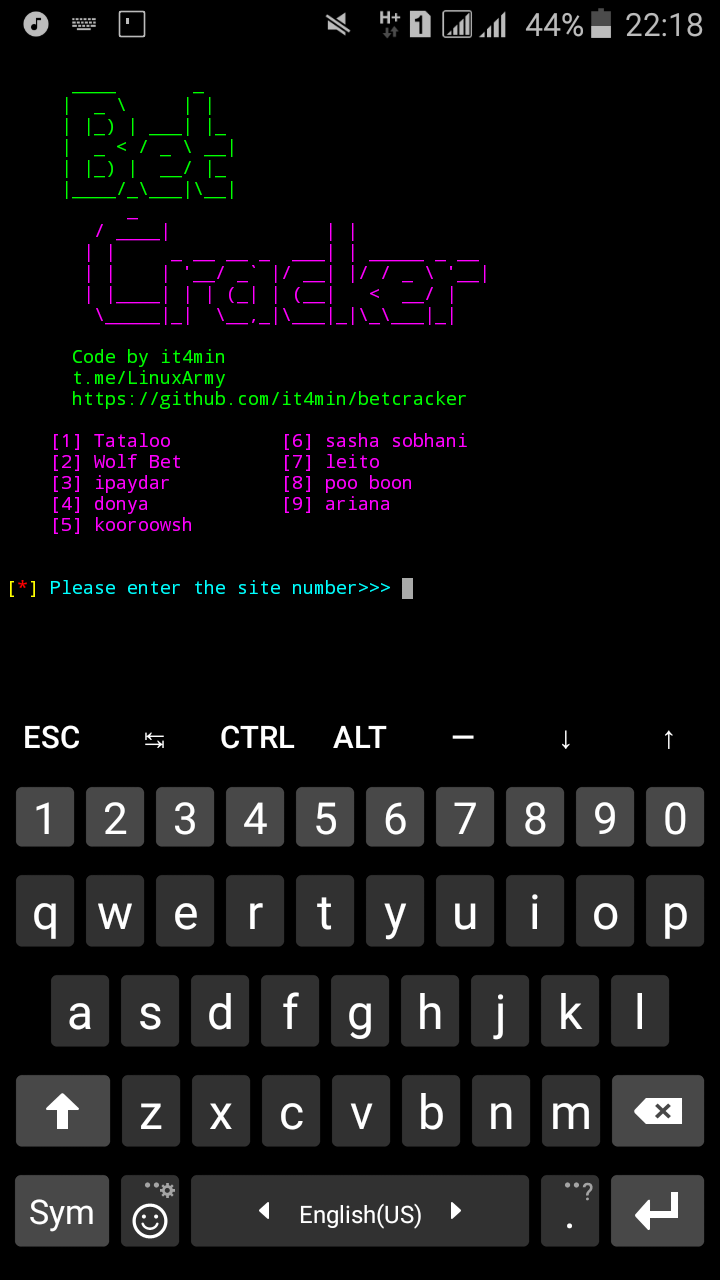 H+ 1 44% 22:18
Bet
Cracker
Code by it4min
t.me/LinuxArmy
https://github.com/it4min/betcracker
[1] Tataloo [6] sasha sobhani
[2] Wolf Bet [7] leito
[3] ipaydar [8] poo boon
[4] donya [9] ariana
[5] kooroowsh
[*] Please enter the site number>>>
ESC ↹ CTRL ALT — ↓ ↑
1 2 3 4 5 6 7 8 9 0
q w e r t y u i o p
a s d f g h j k l
z x c v b n m
Sym English(US) . ?